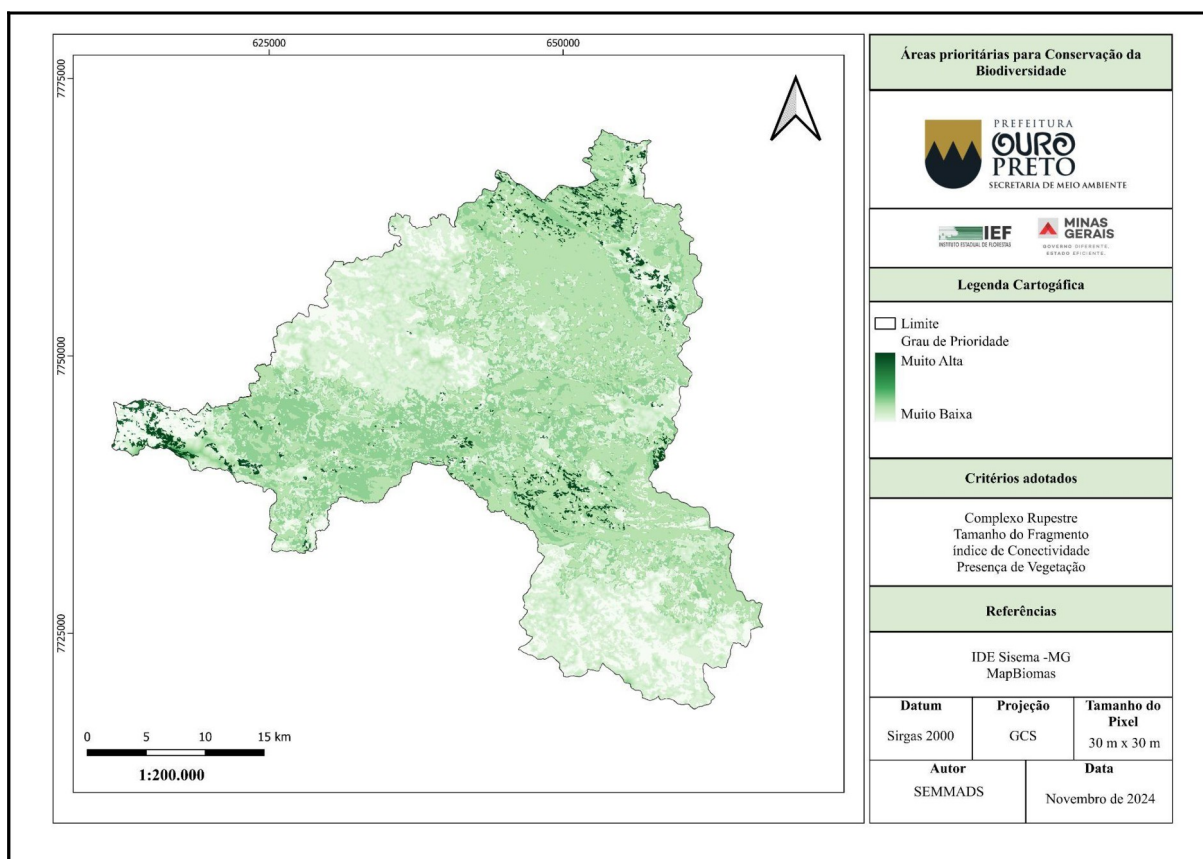 625000
650000
7775000
7750000
7725000
0 5 10 15 km
1:200.000
Áreas prioritárias para Conservação da
Biodiversidade
PREFEITURA
OURO
PRETO
SECRETARIA DE MEIO AMBIENTE
IEF
INSTITUTO ESTADUAL DE FLORESTAS
MINAS
GERAIS
GOVERNO DIFERENTE.
ESTADO EFICIENTE.
Legenda Cartogáfica
Limite
Grau de Prioridade
Muito Alta
Muito Baixa
Critérios adotados
Complexo Rupestre
Tamanho do Fragmento
índice de Conectividade
Presença de Vegetação
Referências
IDE Sisema -MG
MapBiomas
Datum
Sirgas 2000
Projeção
GCS
Tamanho do
Pixel
30 m x 30 m
Autor
SEMMADS
Data
Novembro de 2024